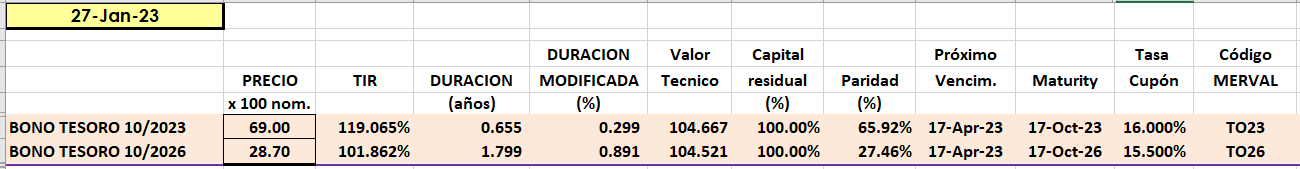 27-Jan-23
DURACION Valor Capital Próximo Tasa Código
PRECIO TIR DURACION MODIFICADA Tecnico residual Paridad Vencim. Maturity Cupón MERVAL
x 100 nom. (años) (%) (%) (%)
BONO TESORO 10/2023 69.00 119.065% 0.655 0.299 104.667 100.00% 65.92% 17-Apr-23 17-Oct-23 16.000% TO23
BONO TESORO 10/2026 28.70 101.862% 1.799 0.891 104.521 100.00% 27.46% 17-Apr-23 17-Oct-26 15.500% TO26